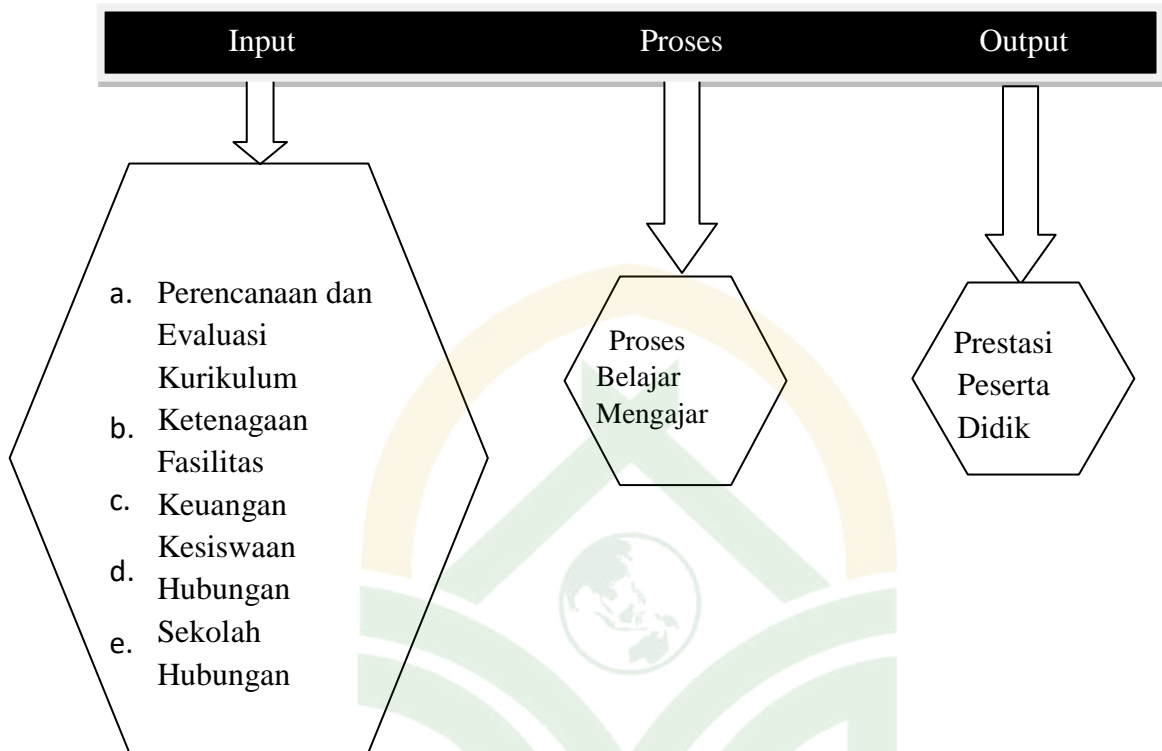 Input Proses Output
a. Perencanaan dan
Evaluasi
Kurikulum
b. Ketenagaan
Fasilitas
c. Keuangan
Kesiswaan
d. Hubungan
e. Sekolah
Hubungan
Proses
Belajar
Mengajar
Prestasi
Peserta
Didik